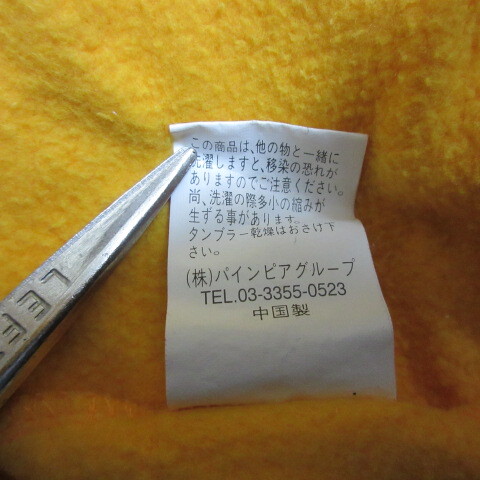 この商品は、他の物と一緒に
洗濯しますと、移染の恐れが
ありますのでご注意ください。
尚、洗濯の際多少の縮みが
生ずる事があります。
タンブラー乾燥はおさけ下
さい。
(株)パインピアグループ
TEL.03-3355-0523
中国製